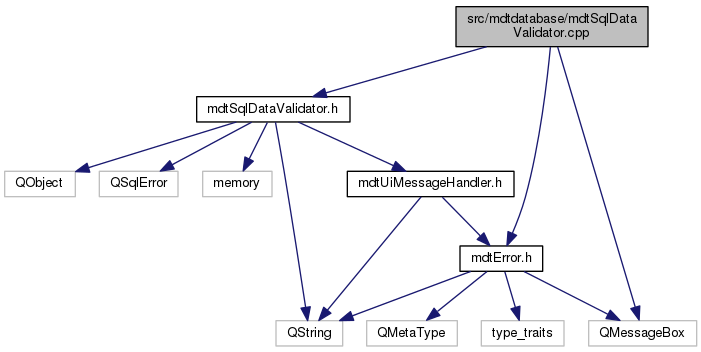 src/mdtdatabase/mdtSqlData
Validator.cpp
mdtSqlDataValidator.h
QObject
QSqlError
memory
mdtUiMessageHandler.h
mdtError.h
QString
QMetaType
type_traits
QMessageBox